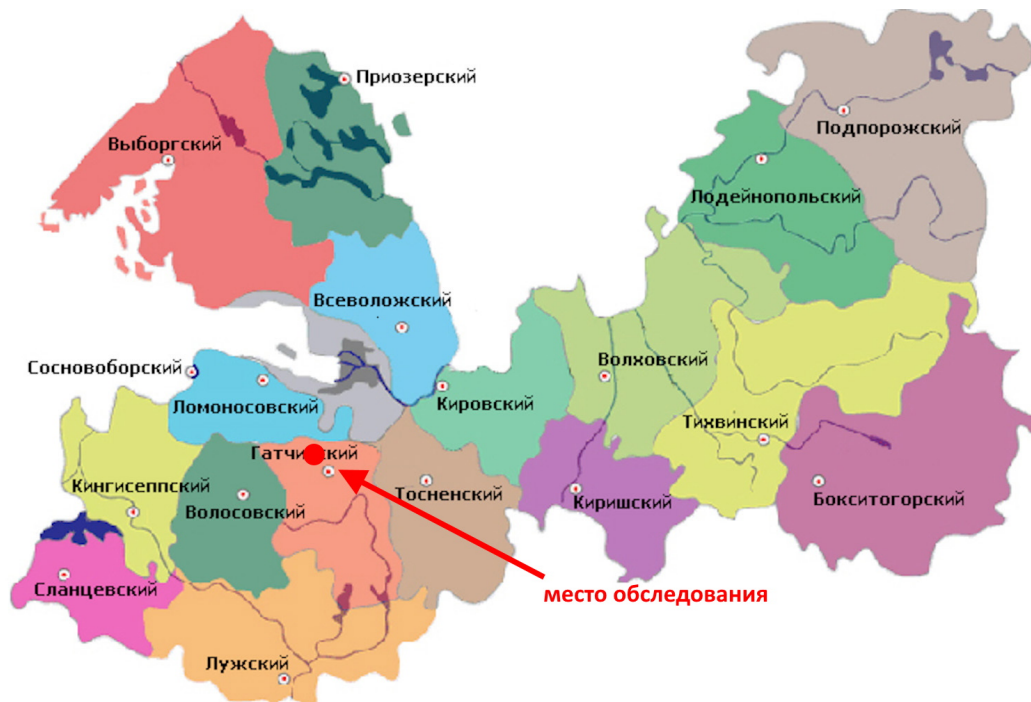 Приозерский
Выборгский
Подпорожский
Лодейнопольский
Всеволожский
Сосновоборский
Волховский
Ломоносовский
Кировский
Тихвинский
Гатчинский
Кингисеппский
Тосненский
Киришский
Бокситогорский
Волосовский
Сланцевский
место обследования
Лужский